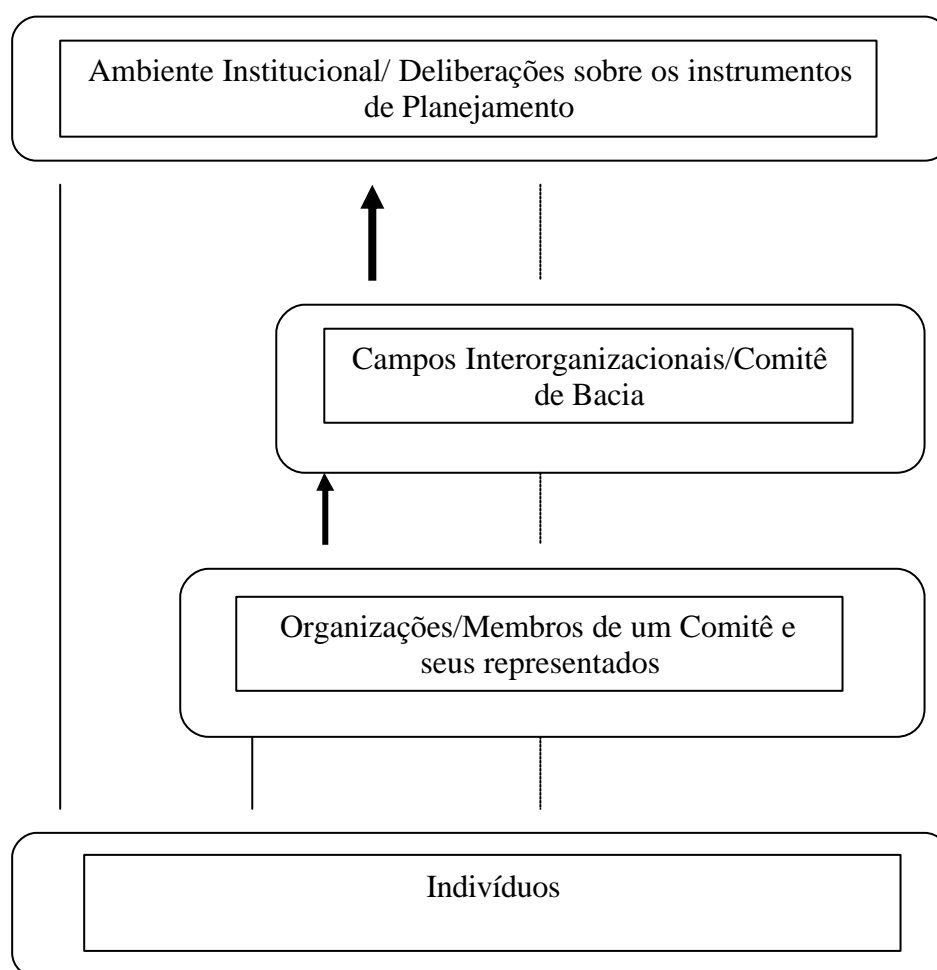 Ambiente Institucional/ Deliberações sobre os instrumentos
de Planejamento
Campos Interorganizacionais/Comitê
de Bacia
Organizações/Membros de um Comitê e
seus representados
Indivíduos